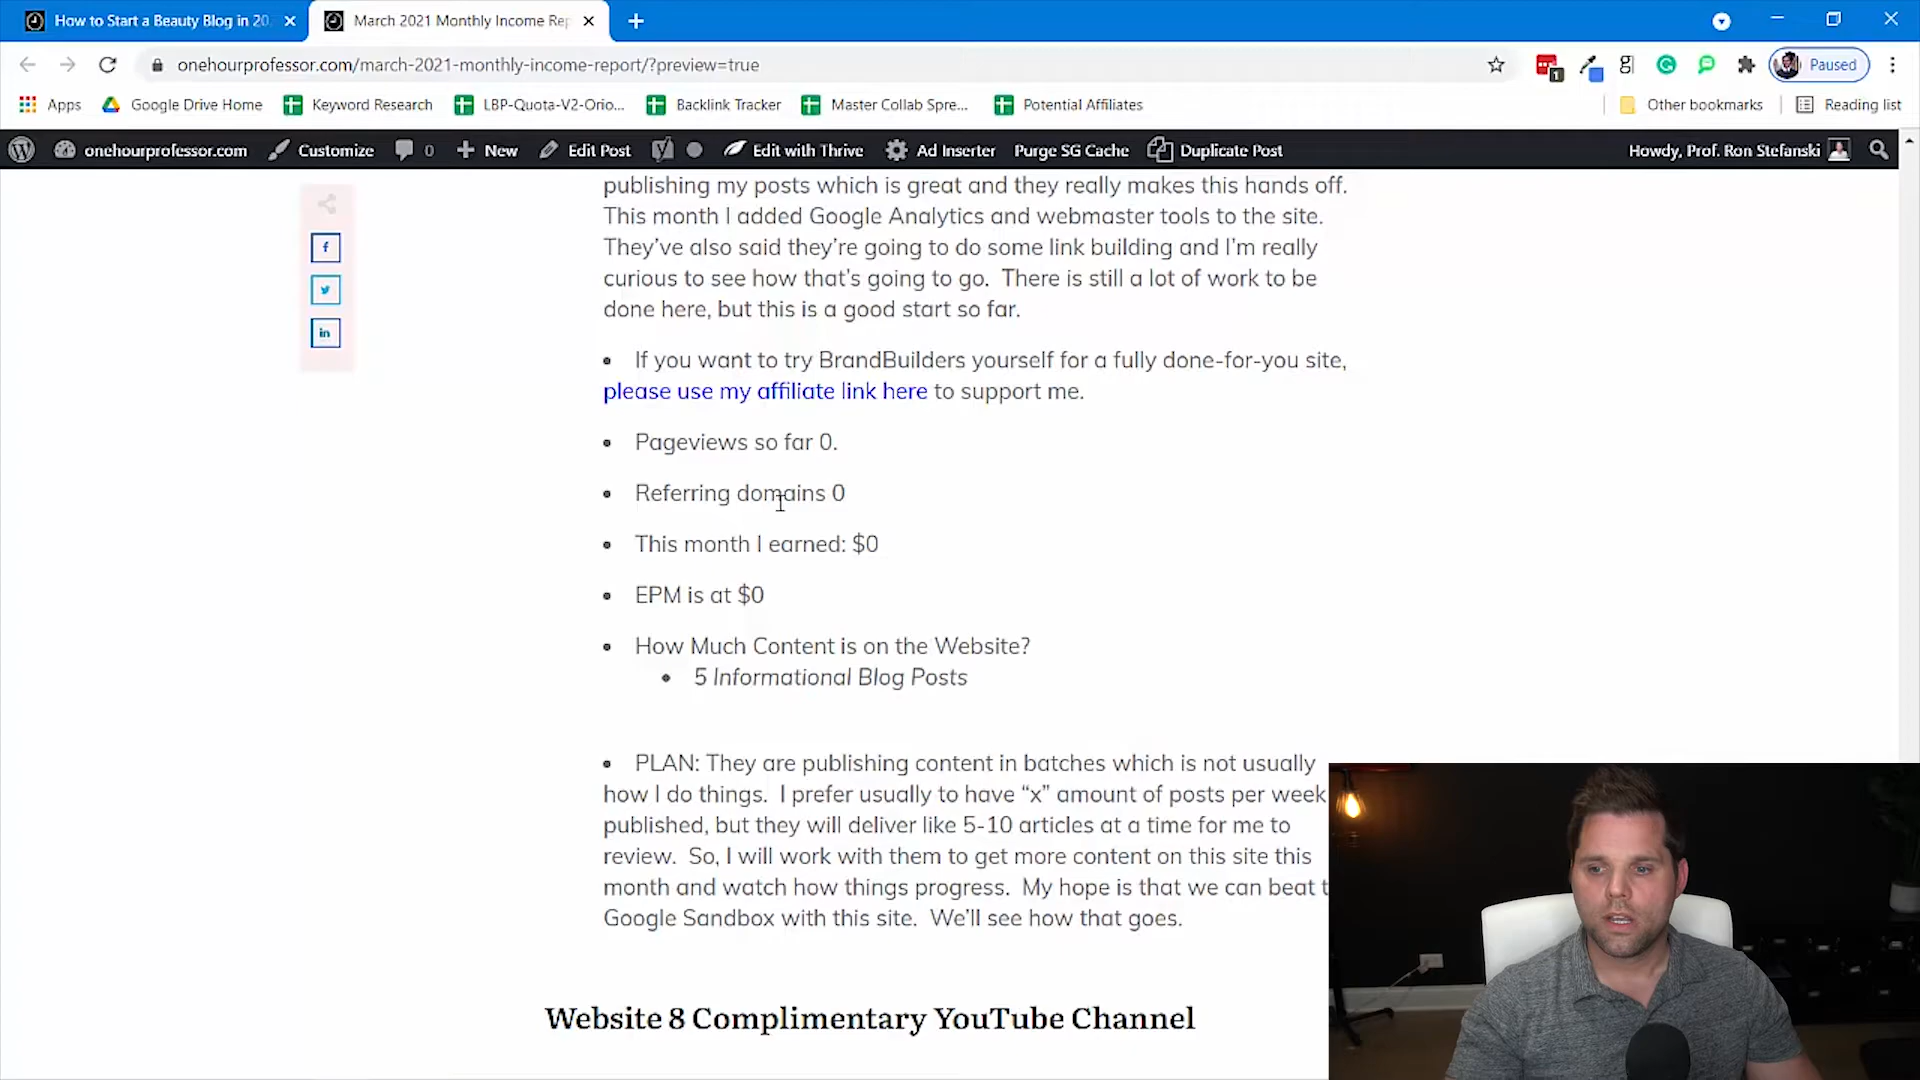 How to Start a Beauty Blog in 20
March 2021 Monthly Income Rep
onehourprofessor.com/march-2021-monthly-income-report/?preview=true
1
g|
Paused
Apps
Google Drive Home
Keyword Research
LBP-Quota-V2-Orio...
Backlink Tracker
Master Collab Spre...
Potential Affiliates
Other bookmarks
Reading list
onehourprofessor.com
Customize
0
New
Edit Post
Edit with Thrive
Ad Inserter
Purge SG Cache
Duplicate Post
Howdy, Prof. Ron Stefanski
publishing my posts which is great and they really makes this hands off.
This month I added Google Analytics and webmaster tools to the site.
They've also said they're going to do some link building and I'm really
curious to see how that's going to go.  There is still a lot of work to be
done here, but this is a good start so far.
• If you want to try BrandBuilders yourself for a fully done-for-you site,
please use my affiliate link here to support me.
• Pageviews so far 0.
• Referring domains 0
• This month I earned: $0
• EPM is at $0
• How Much Content is on the Website?
• 5 Informational Blog Posts
• PLAN: They are publishing content in batches which is not usually
how I do things.  I prefer usually to have “x” amount of posts per week
published, but they will deliver like 5-10 articles at a time for me to
review.  So, I will work with them to get more content on this site this
month and watch how things progress.  My hope is that we can beat t
Google Sandbox with this site.  We'll see how that goes.
Website 8 Complimentary YouTube Channel